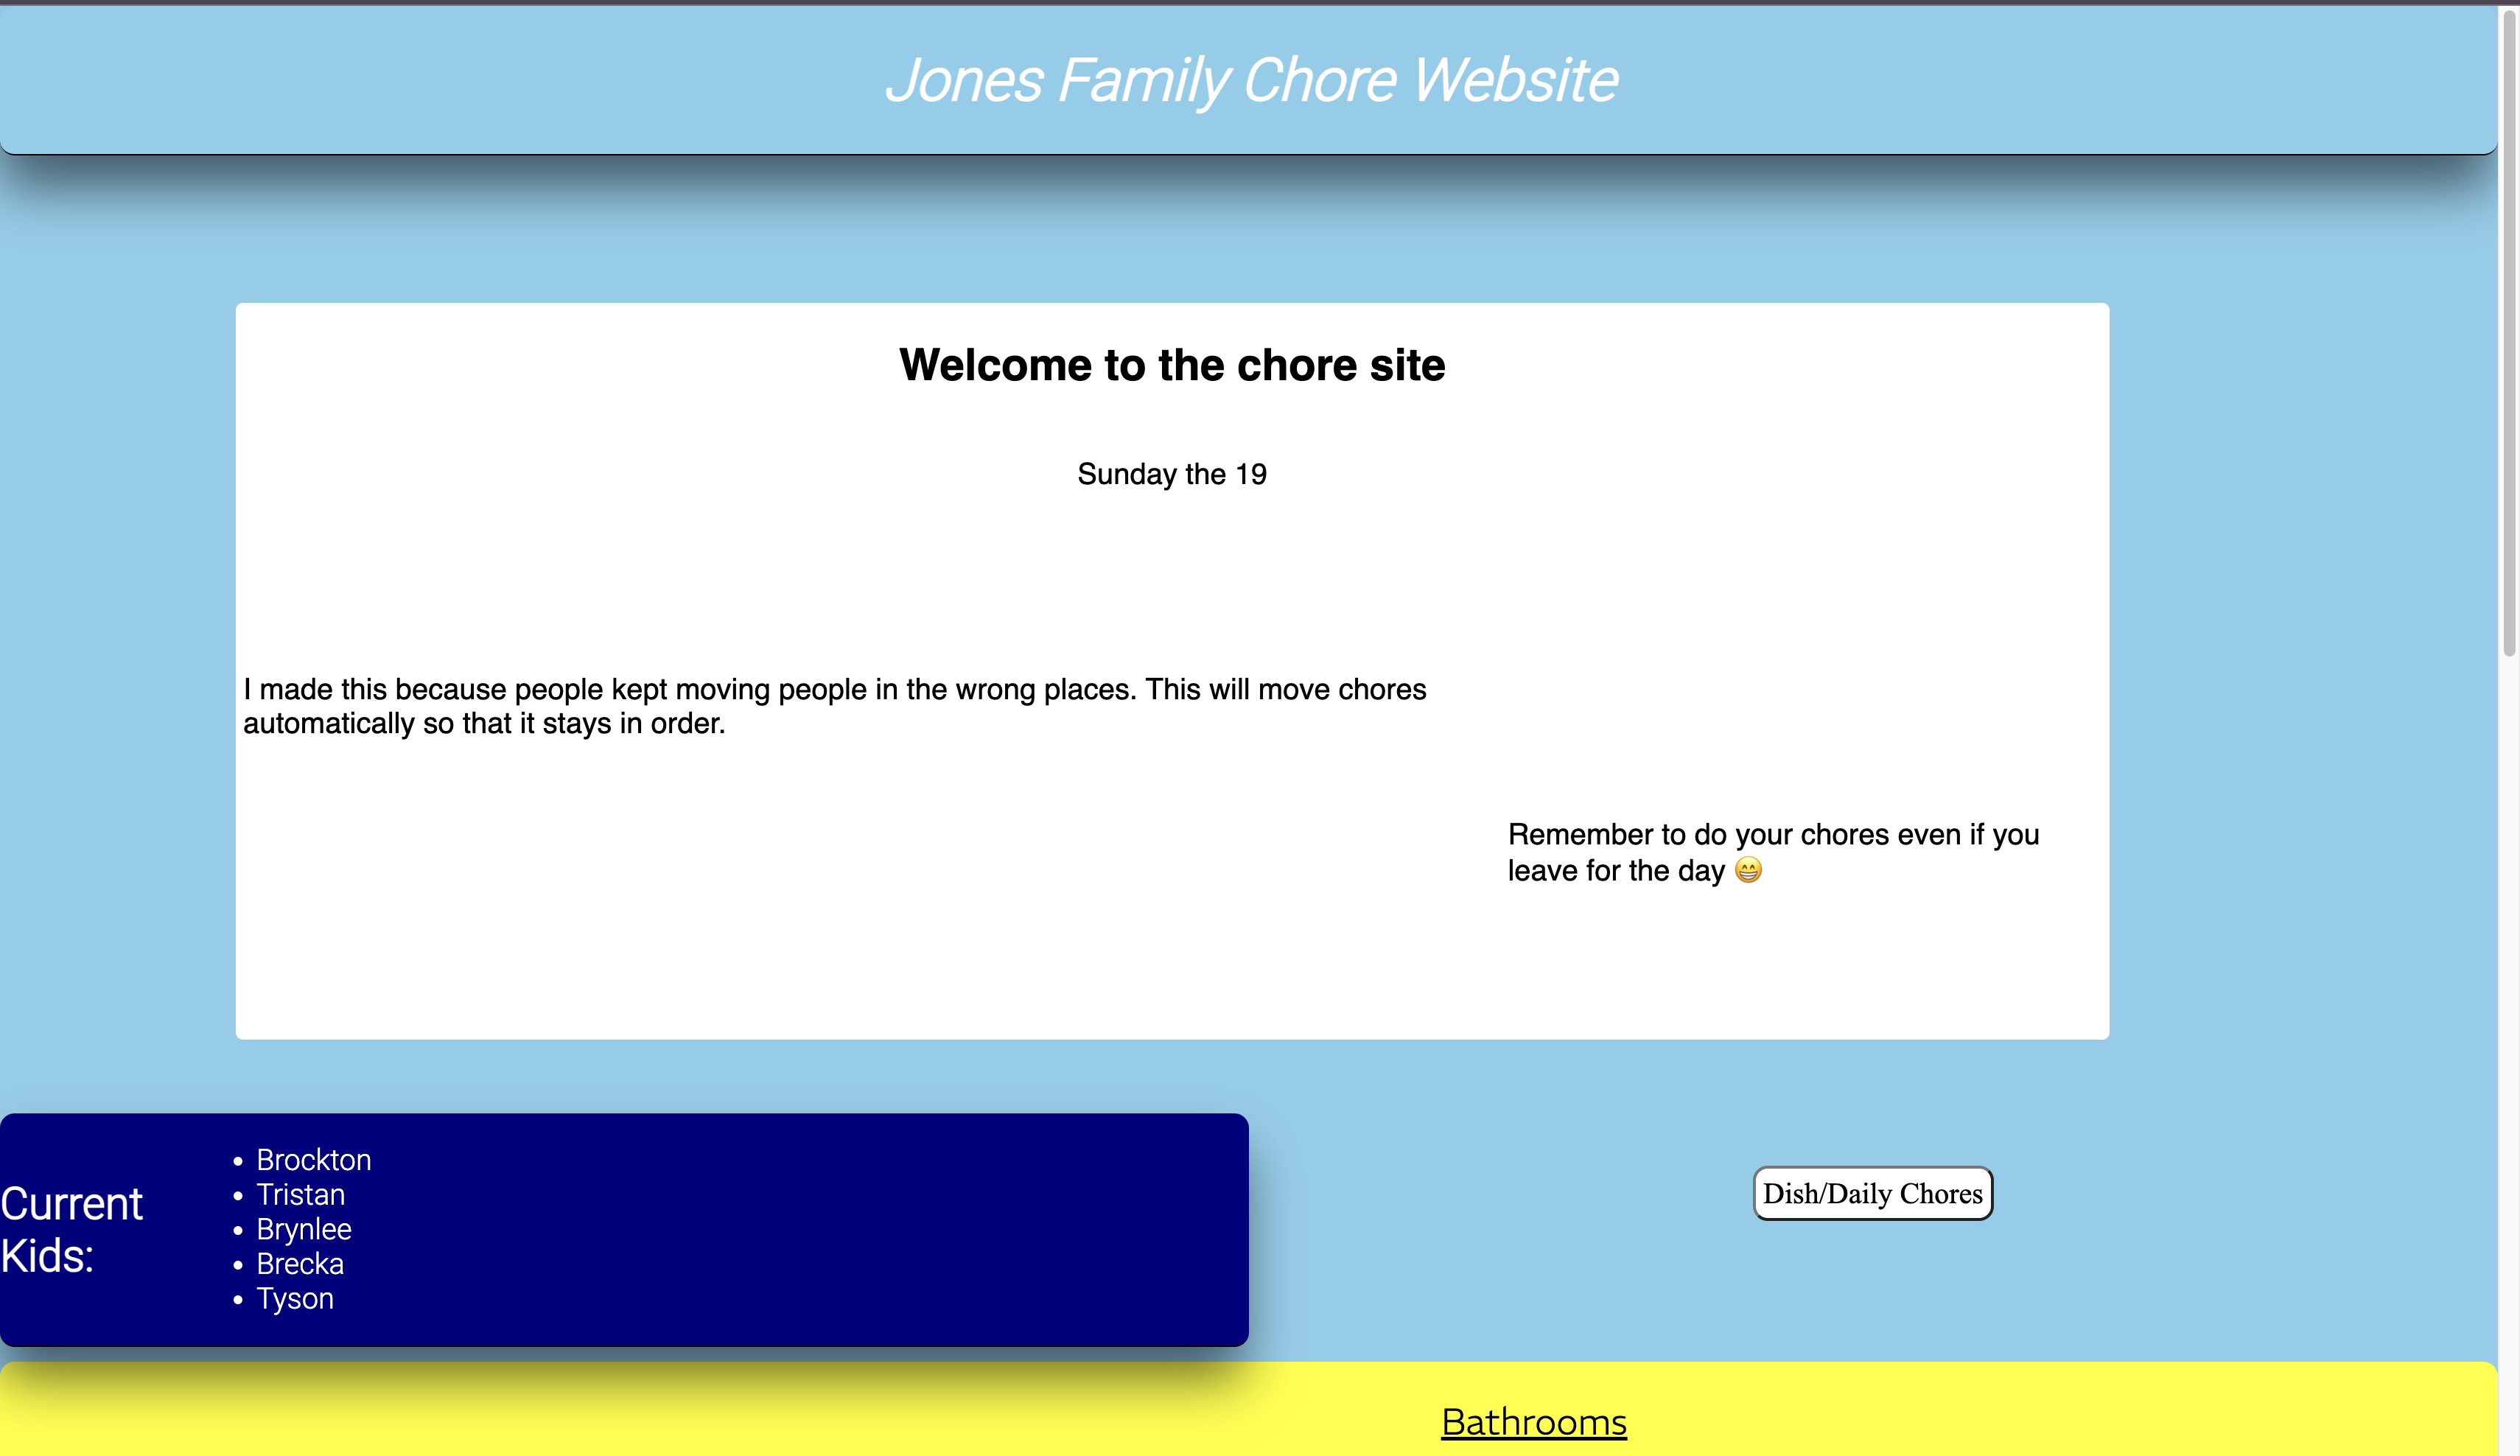 Jones Family Chore Website
Welcome to the chore site
Sunday the 19
I made this because people kept moving people in the wrong places. This will move chores
automatically so that it stays in order.
Remember to do your chores even if you
leave for the day 😁
Current
Kids:
Brockton
Tristan
Brynlee
Brecka
Tyson
Dish/Daily Chores
Bathrooms